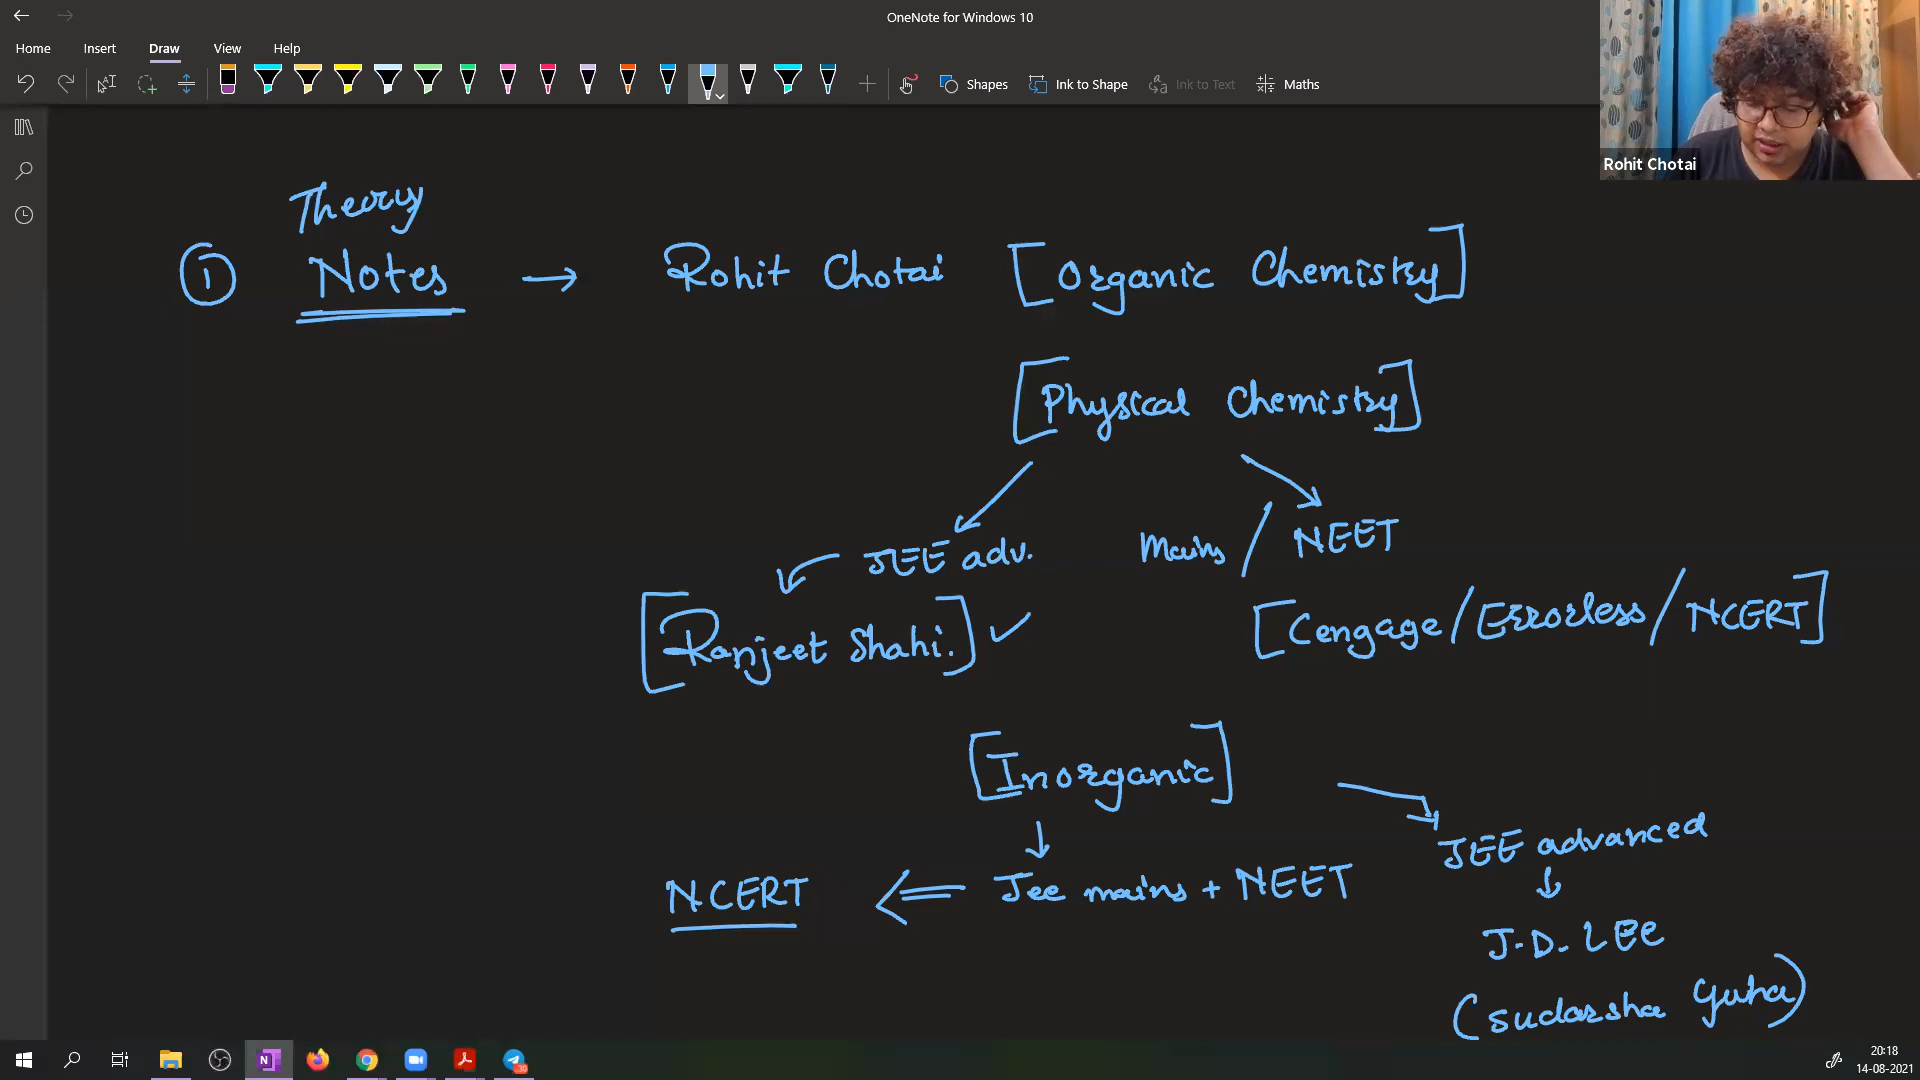 OneNote for Windows 10
Home Insert Draw View Help
Shapes Ink to Shape Ink to Text Maths
Rohit Chotai
Theory
① Notes → Rohit Chotai [Organic Chemistry]
[Physical Chemistry]
JEE adv. Mains / NEET
[Ranjeet Shahi.] ✓ [Cengage/Errorless/NCERT]
[Inorganic]
JEE advanced
NCERT ⇐ Jee mains + NEET
J.D. LEE
(sudarsha guha)
30
20:18
14-08-2021